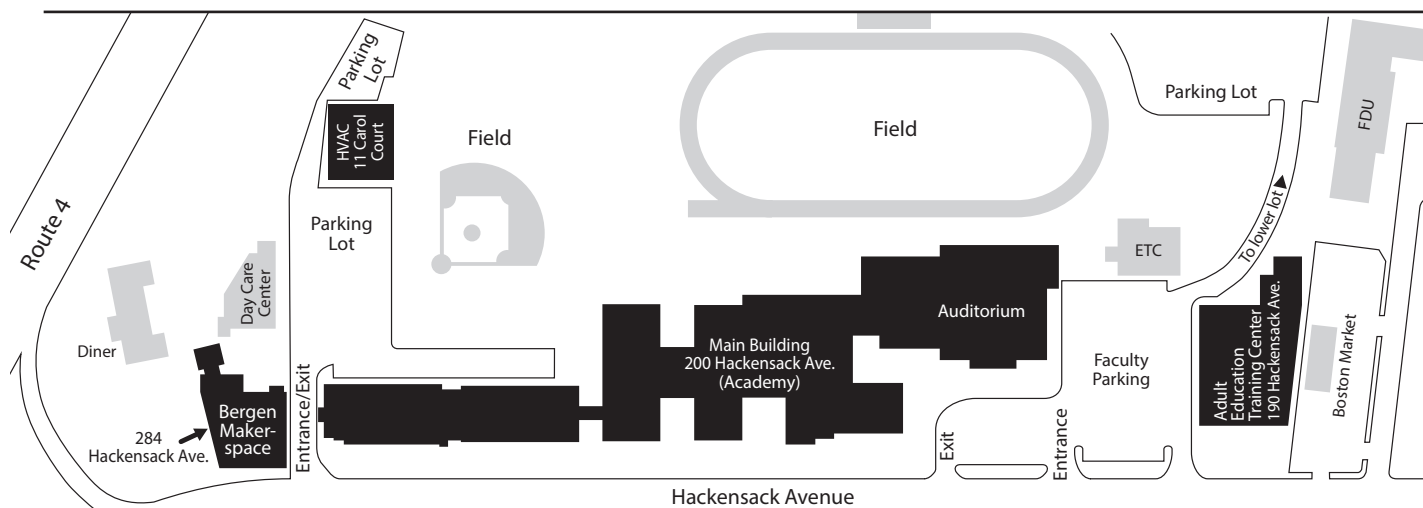 Parking
Lot
Parking Lot
FDU
HVAC
11 Carol
Court
Field
Field
Route 4
Parking
Lot
To lower lot
ETC
Day Care
Center
Diner
Auditorium
Main Building
200 Hackensack Ave.
(Academy)
Faculty
Parking
Adult
Education
Training Center
190 Hackensack Ave.
Boston Market
Bergen
Maker-
space
284
Hackensack Ave.
Entrance/Exit
Exit
Entrance
Hackensack Avenue